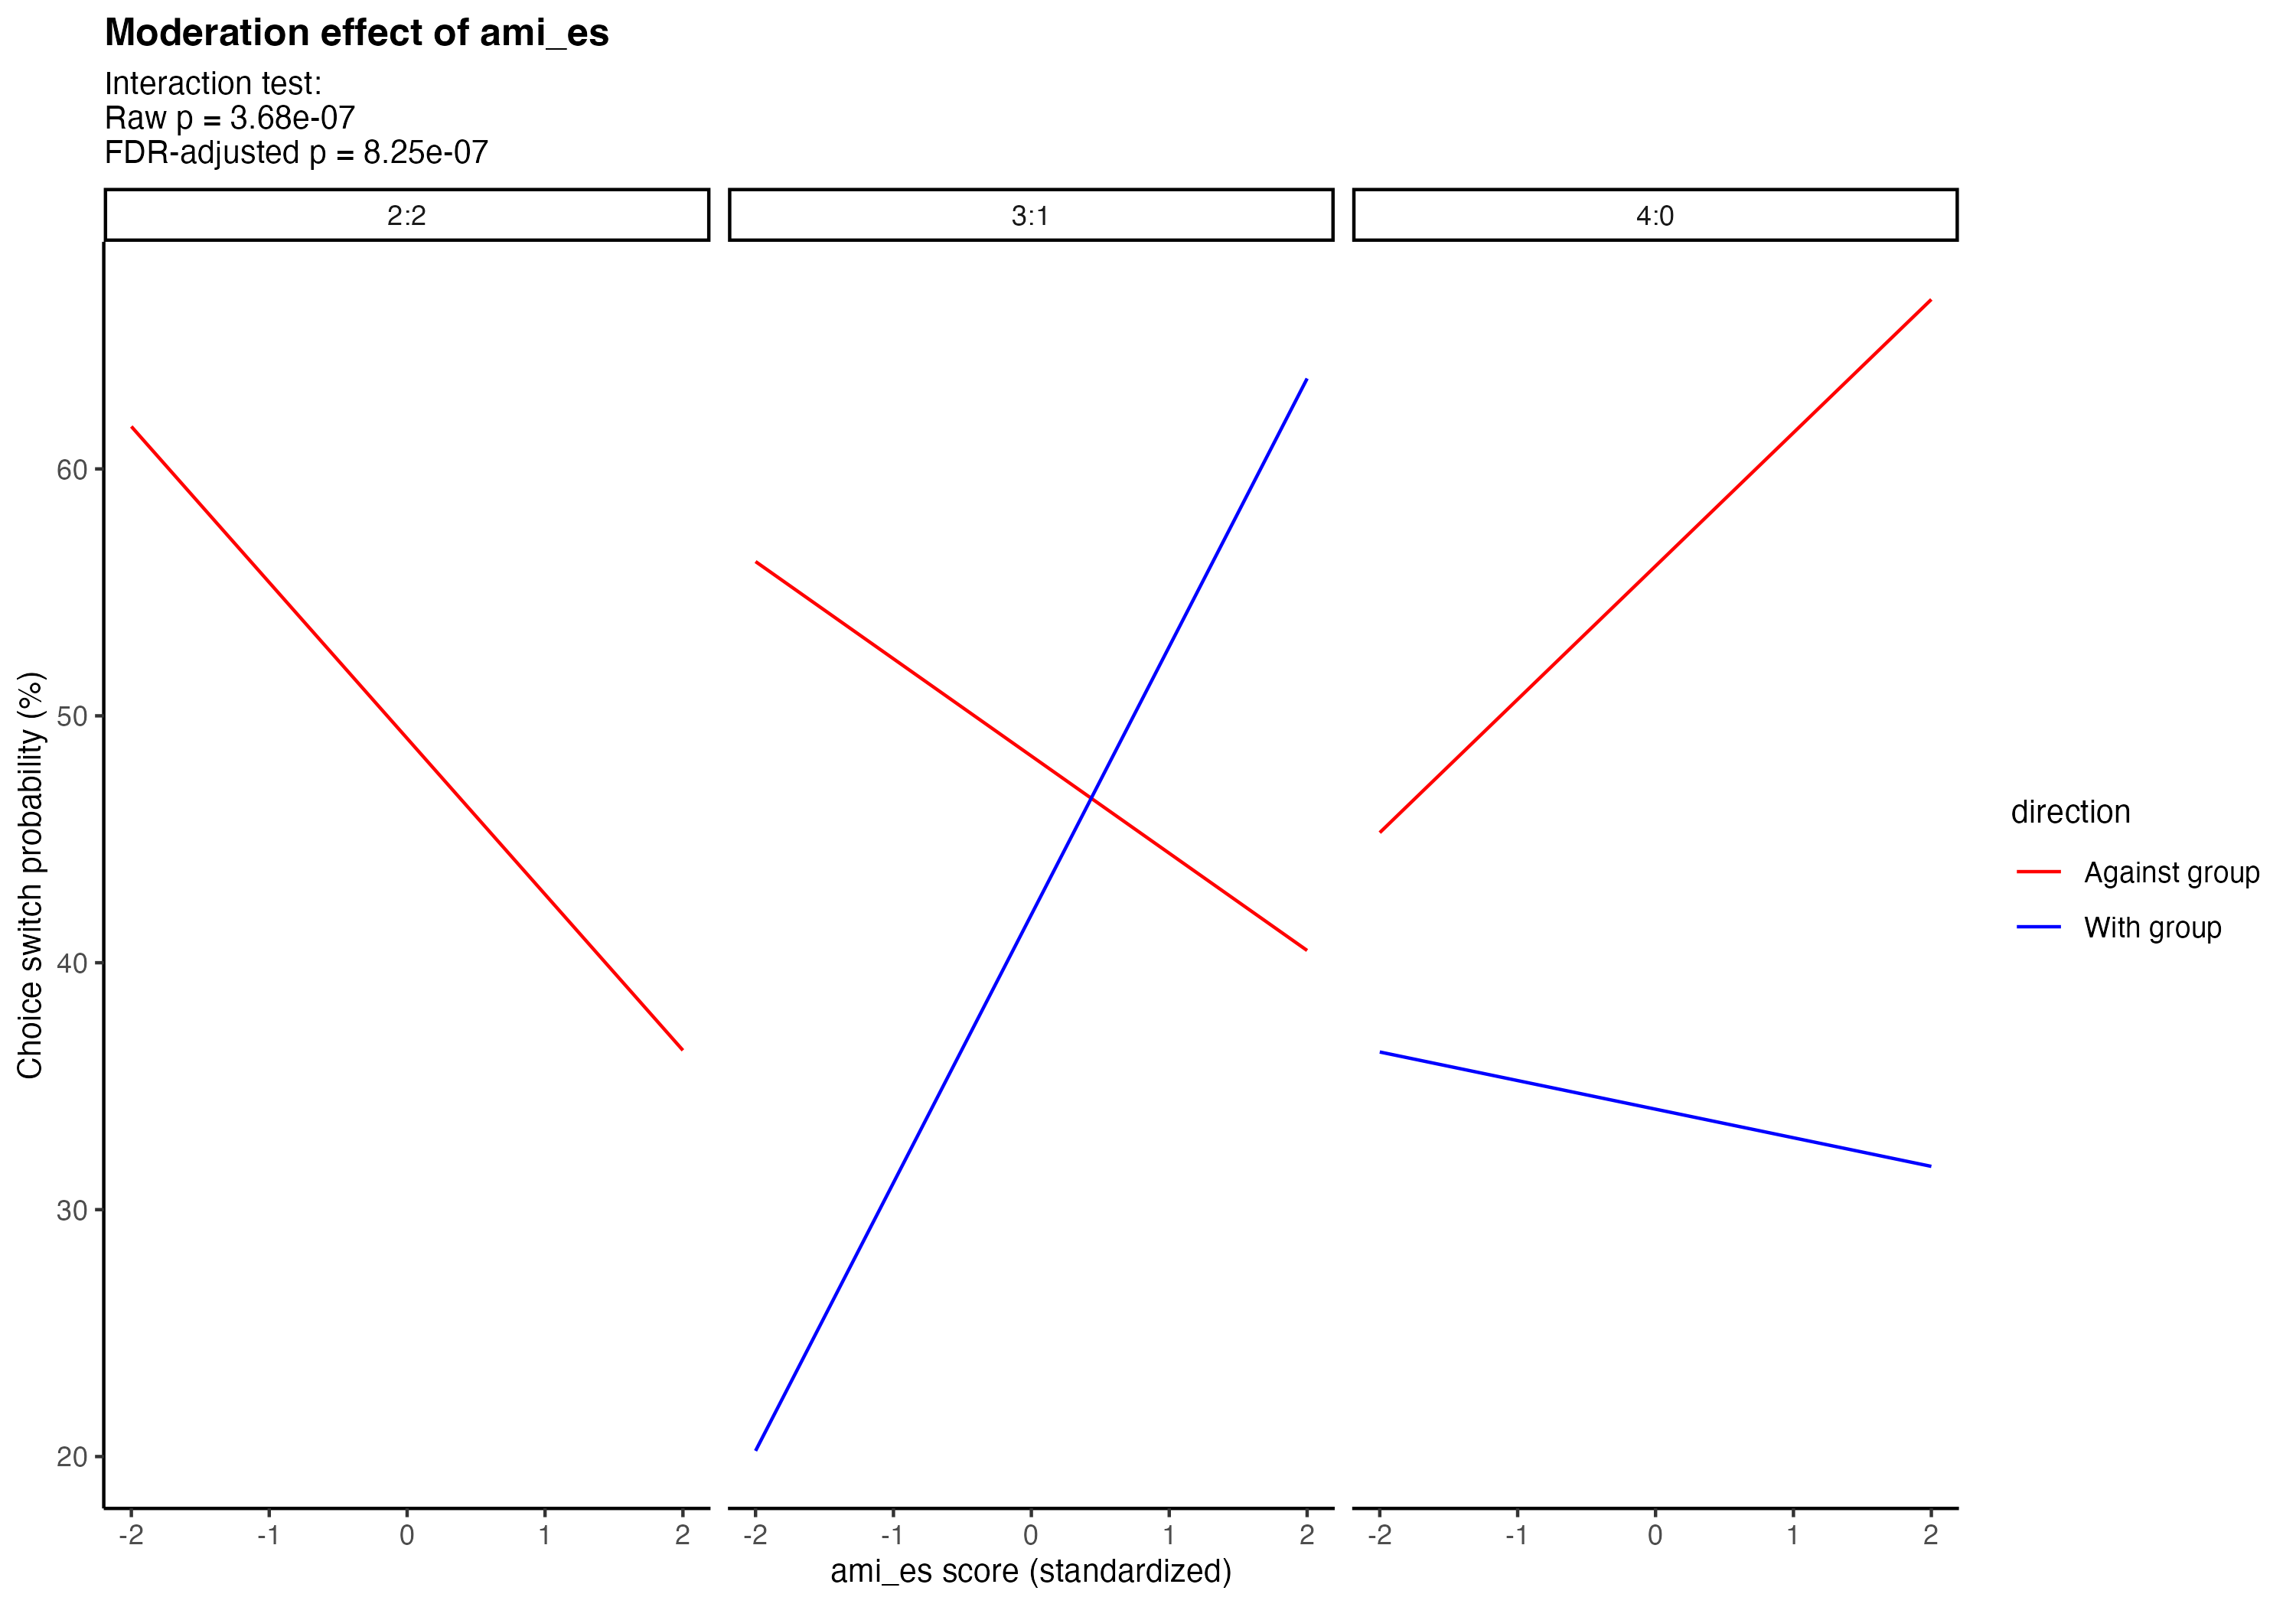 Moderation effect of ami_es
Interaction test:
Raw p = 3.68e-07
FDR-adjusted p = 8.25e-07
2:2
3:1
4:0
Choice switch probability (%)
60
50
40
30
20
-2 -1 0 1 2
-2 -1 0 1 2
-2 -1 0 1 2
ami_es score (standardized)
direction
Against group
With group